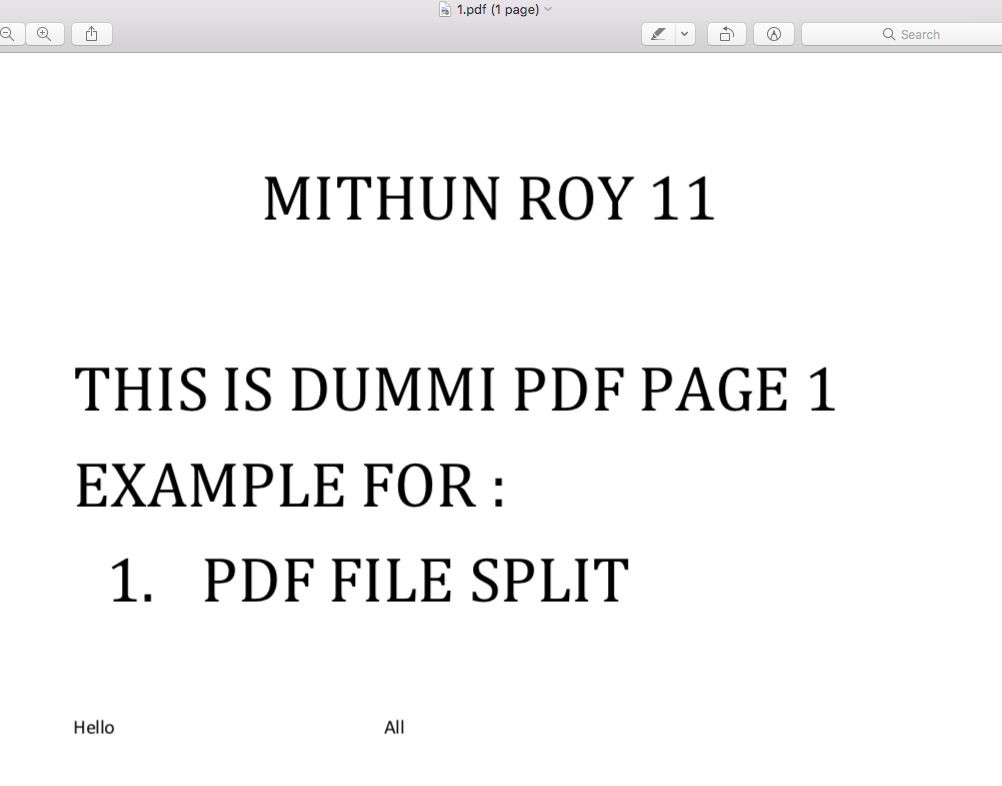 1.pdf (1 page)
Search
MITHUN ROY 11
THIS IS DUMMI PDF PAGE 1
EXAMPLE FOR :
1. PDF FILE SPLIT
Hello All